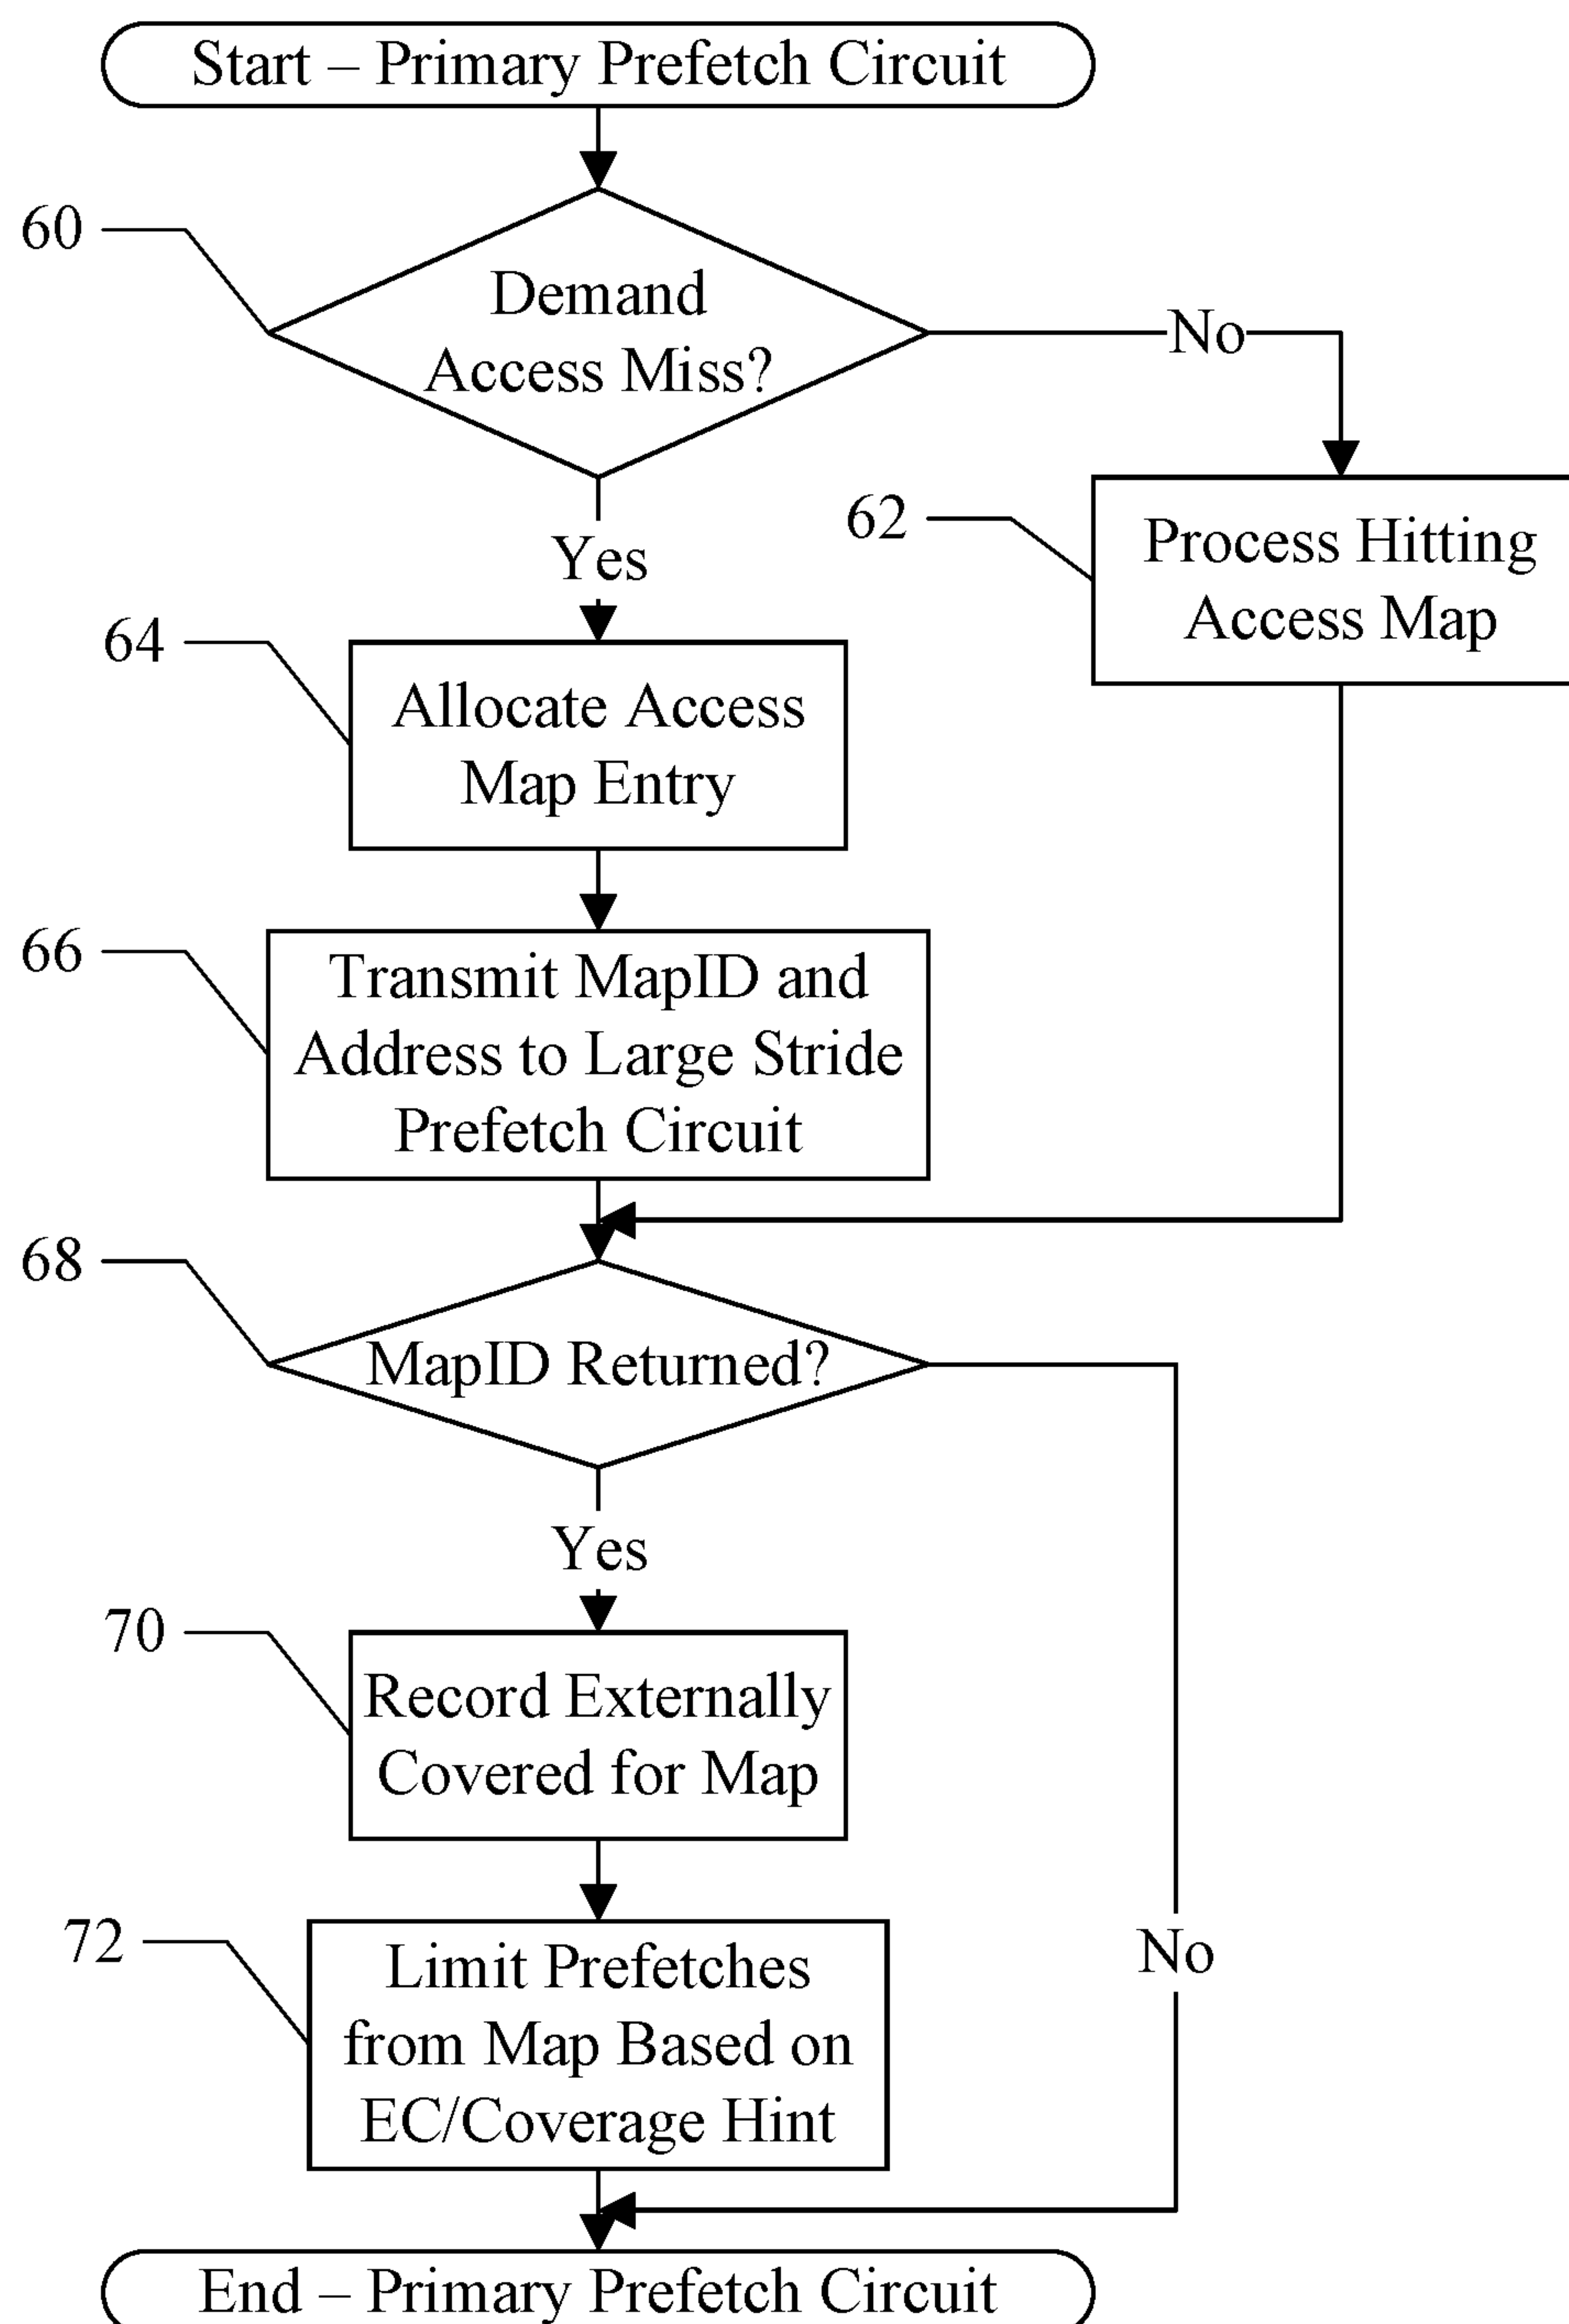 Start – Primary Prefetch Circuit
60
Demand
Access Miss?
No
62
Process Hitting
Access Map
Yes
64
Allocate Access
Map Entry
66
Transmit MapID and
Address to Large Stride
Prefetch Circuit
68
MapID Returned?
Yes
70
Record Externally
Covered for Map
72
Limit Prefetches
from Map Based on
EC/Coverage Hint
No
End – Primary Prefetch Circuit